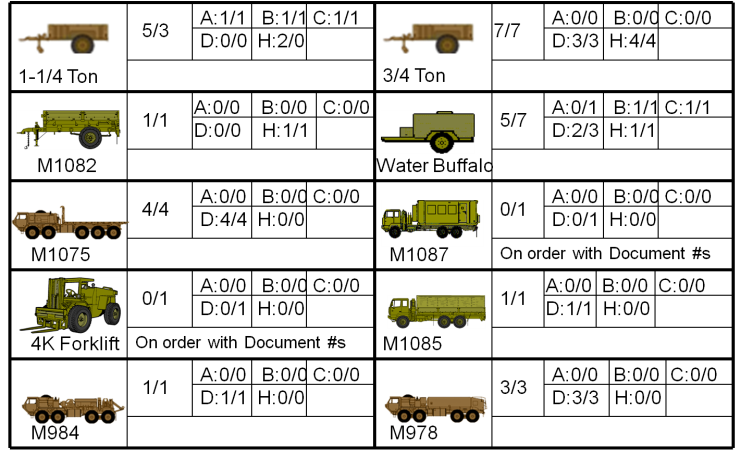 5/3 A:1/1 B:1/1 C:1/1
D:0/0 H:2/0
1-1/4 Ton
7/7 A:0/0 B:0/0 C:0/0
D:3/3 H:4/4
3/4 Ton
1/1 A:0/0 B:0/0 C:0/0
D:0/0 H:1/1
M1082
5/7 A:0/1 B:1/1 C:1/1
D:2/3 H:1/1
Water Buffalo
4/4 A:0/0 B:0/0 C:0/0
D:4/4 H:0/0
M1075
0/1 A:0/0 B:0/0 C:0/0
D:0/1 H:0/0
M1087 On order with Document #s
0/1 A:0/0 B:0/0 C:0/0
D:0/1 H:0/0
4K Forklift On order with Document #s
1/1 A:0/0 B:0/0 C:0/0
D:1/1 H:0/0
M1085
1/1 A:0/0 B:0/0 C:0/0
D:1/1 H:0/0
M984
3/3 A:0/0 B:0/0 C:0/0
D:3/3 H:0/0
M978